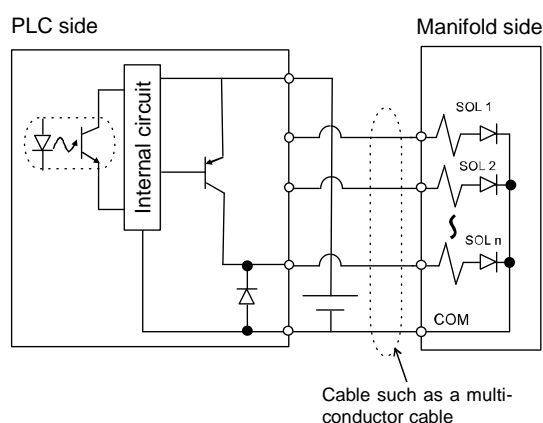 PLC side
Manifold side
Internal circuit
SOL 1
SOL 2
SOL n
COM
Cable such as a multi-
conductor cable